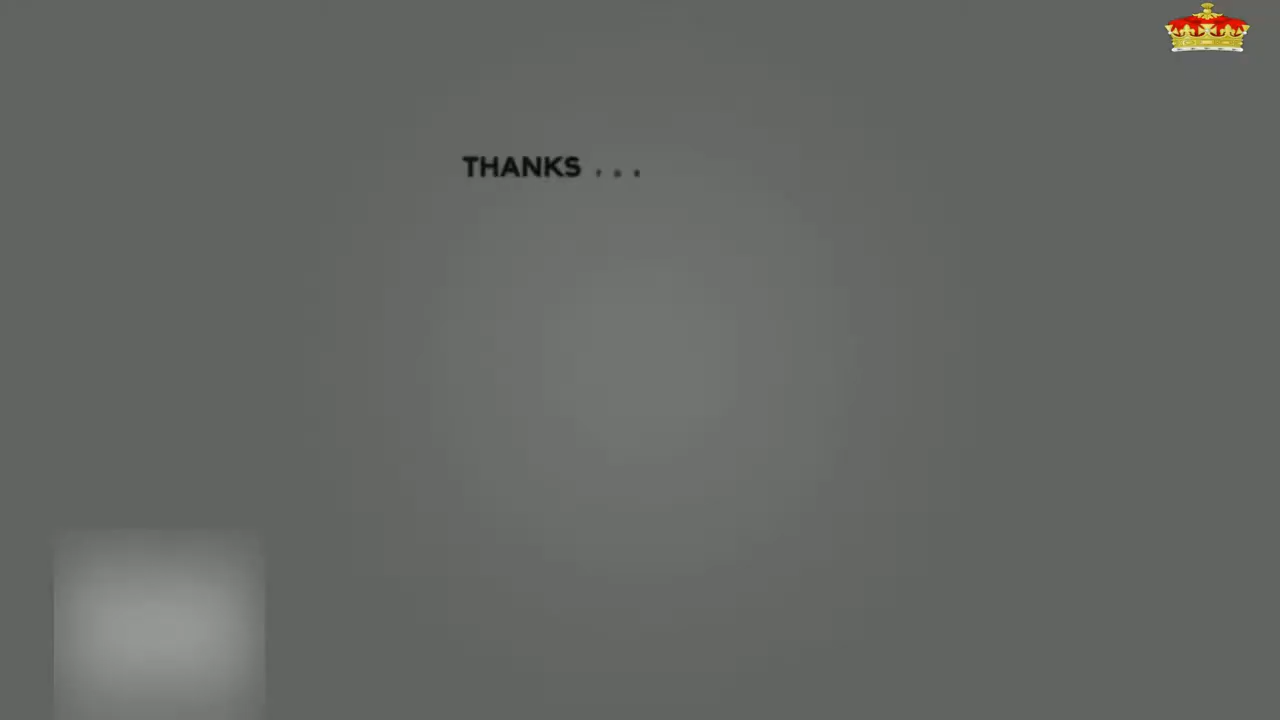 THANKS . . .